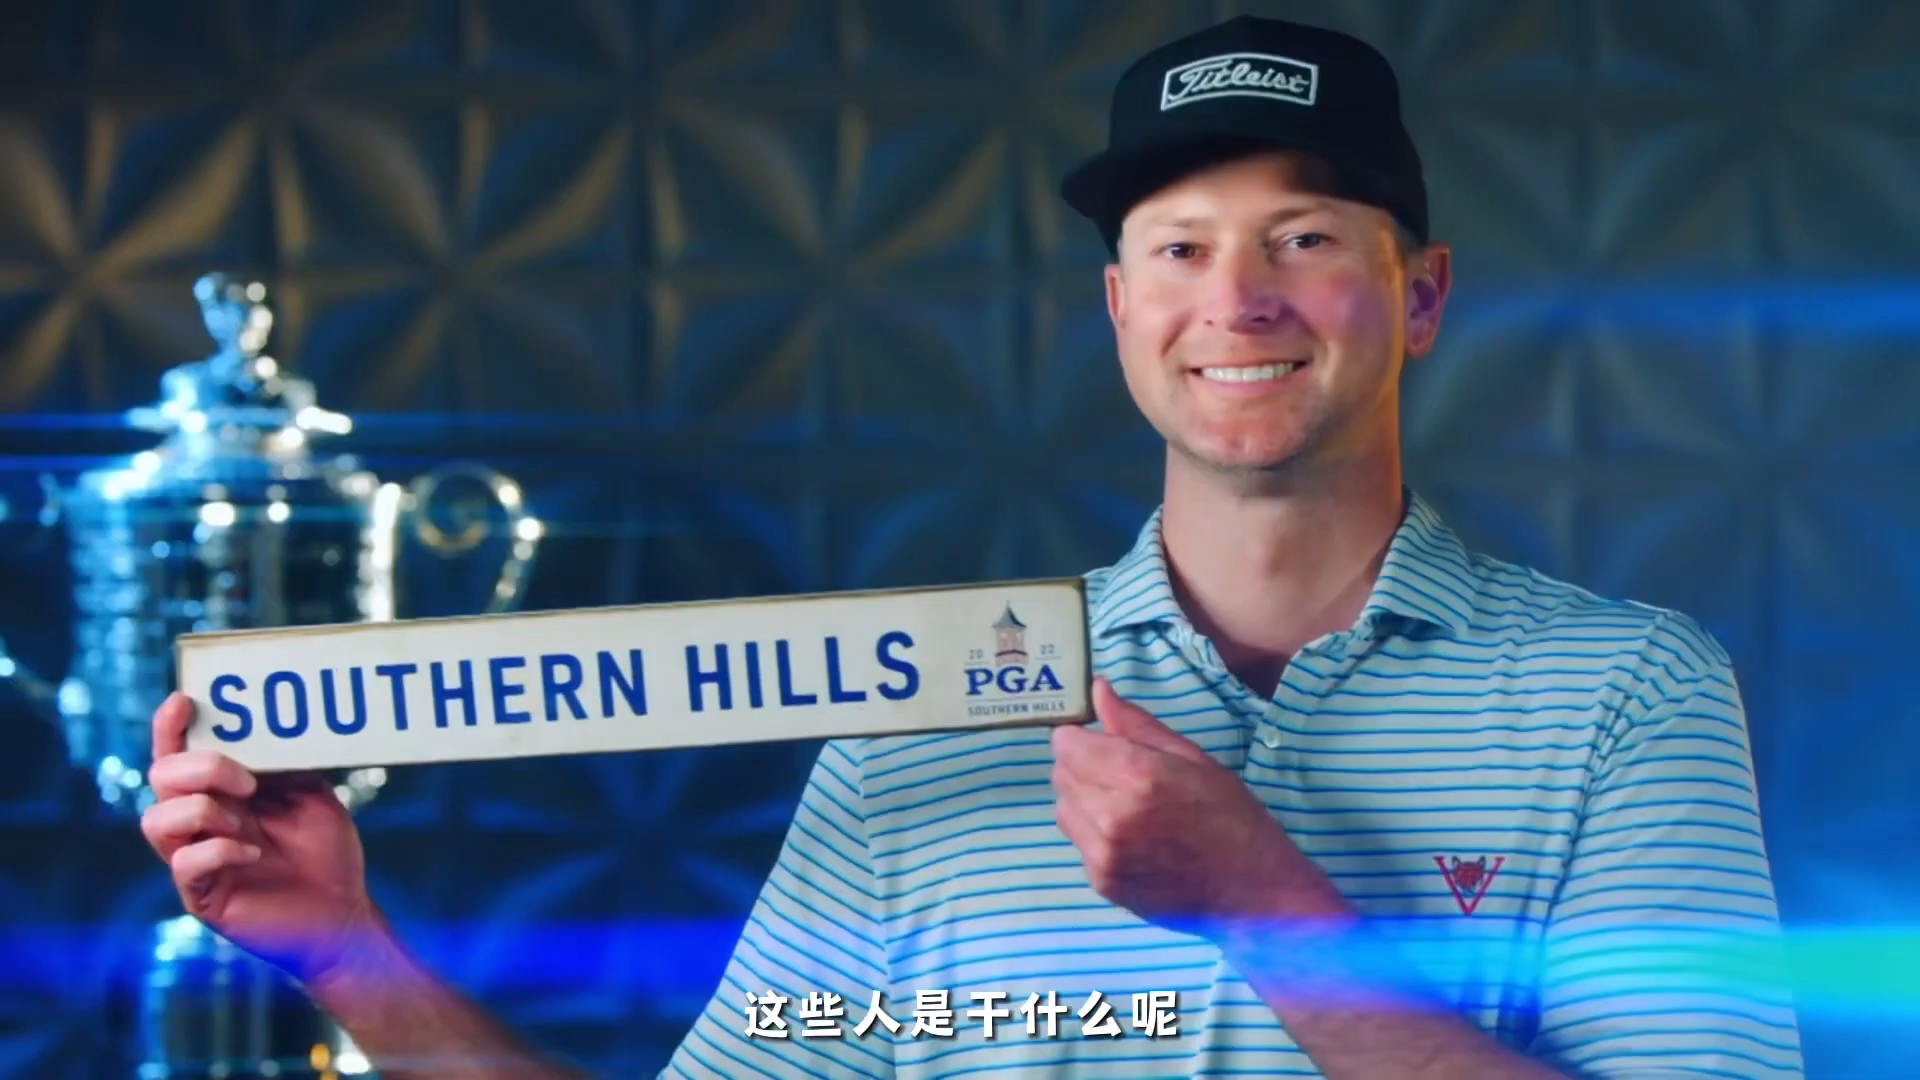 Titleist
SOUTHERN HILLS
20 22
PGA
SOUTHERN HILLS
V
这些人是干什么呢